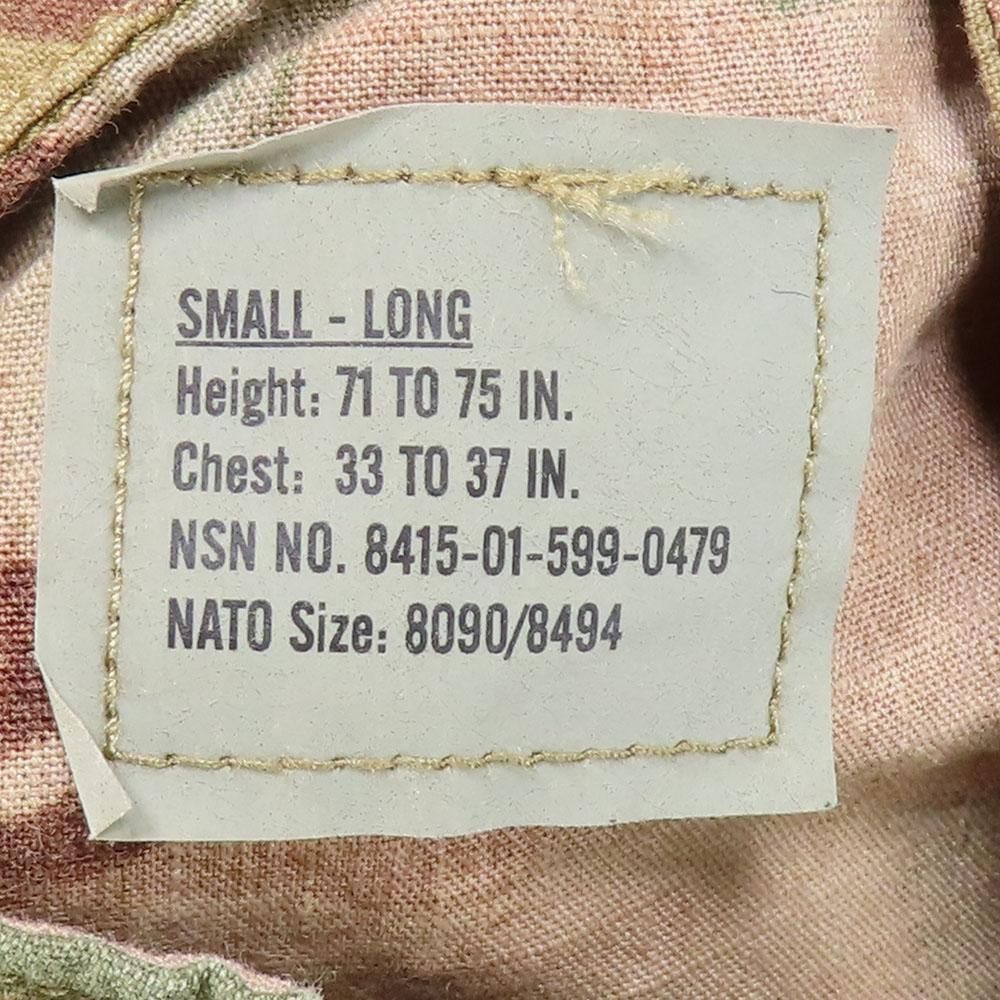 SMALL - LONG
Height: 71 TO 75 IN.
Chest: 33 TO 37 IN.
NSN NO. 8415-01-599-0479
NATO Size: 8090/8494